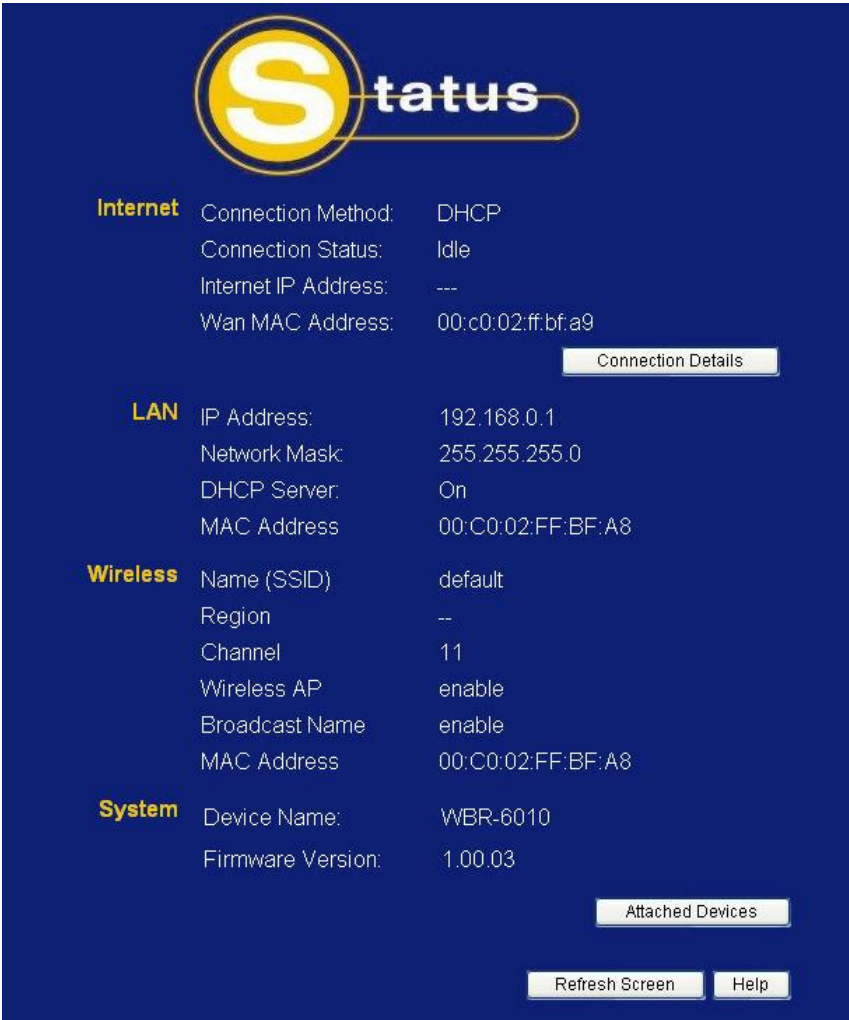 Status
Internet
Connection Method: DHCP
Connection Status: Idle
Internet IP Address: ---
Wan MAC Address: 00:c0:02:ff:bf:a9
Connection Details
LAN
IP Address: 192.168.0.1
Network Mask: 255.255.255.0
DHCP Server: On
MAC Address 00:C0:02:FF:BF:A8
Wireless
Name (SSID) default
Region --
Channel 11
Wireless AP enable
Broadcast Name enable
MAC Address 00:C0:02:FF:BF:A8
System
Device Name: WBR-6010
Firmware Version: 1.00.03
Attached Devices
Refresh Screen Help